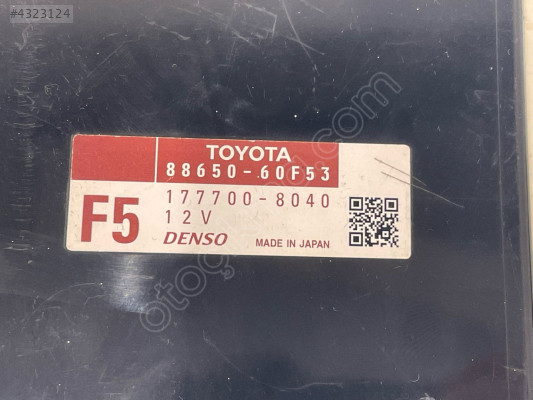 #4323124
TOYOTA
88650-60F53
F5
177700-8040
12V
DENSO
MADE IN JAPAN